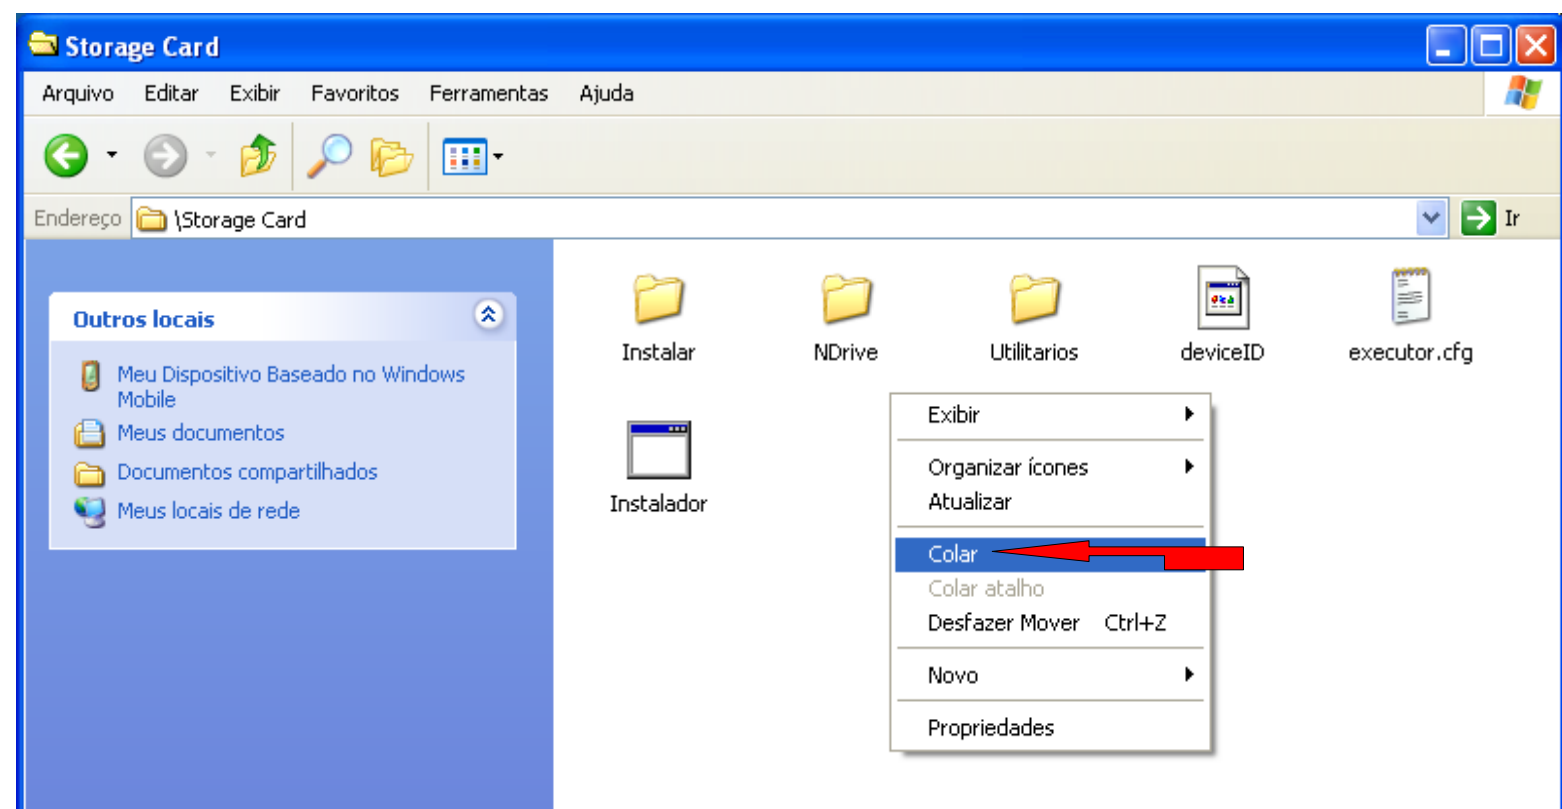 Storage Card
Arquivo Editar Exibir Favoritos Ferramentas Ajuda
Endereço \Storage Card Ir
Outros locais
Meu Dispositivo Baseado no Windows
Mobile
Meus documentos
Documentos compartilhados
Meus locais de rede
Instalar NDrive Utilitarios deviceID executor.cfg
Instalador
Exibir
Organizar ícones
Atualizar
Colar
Colar atalho
Desfazer Mover Ctrl+Z
Novo
Propriedades